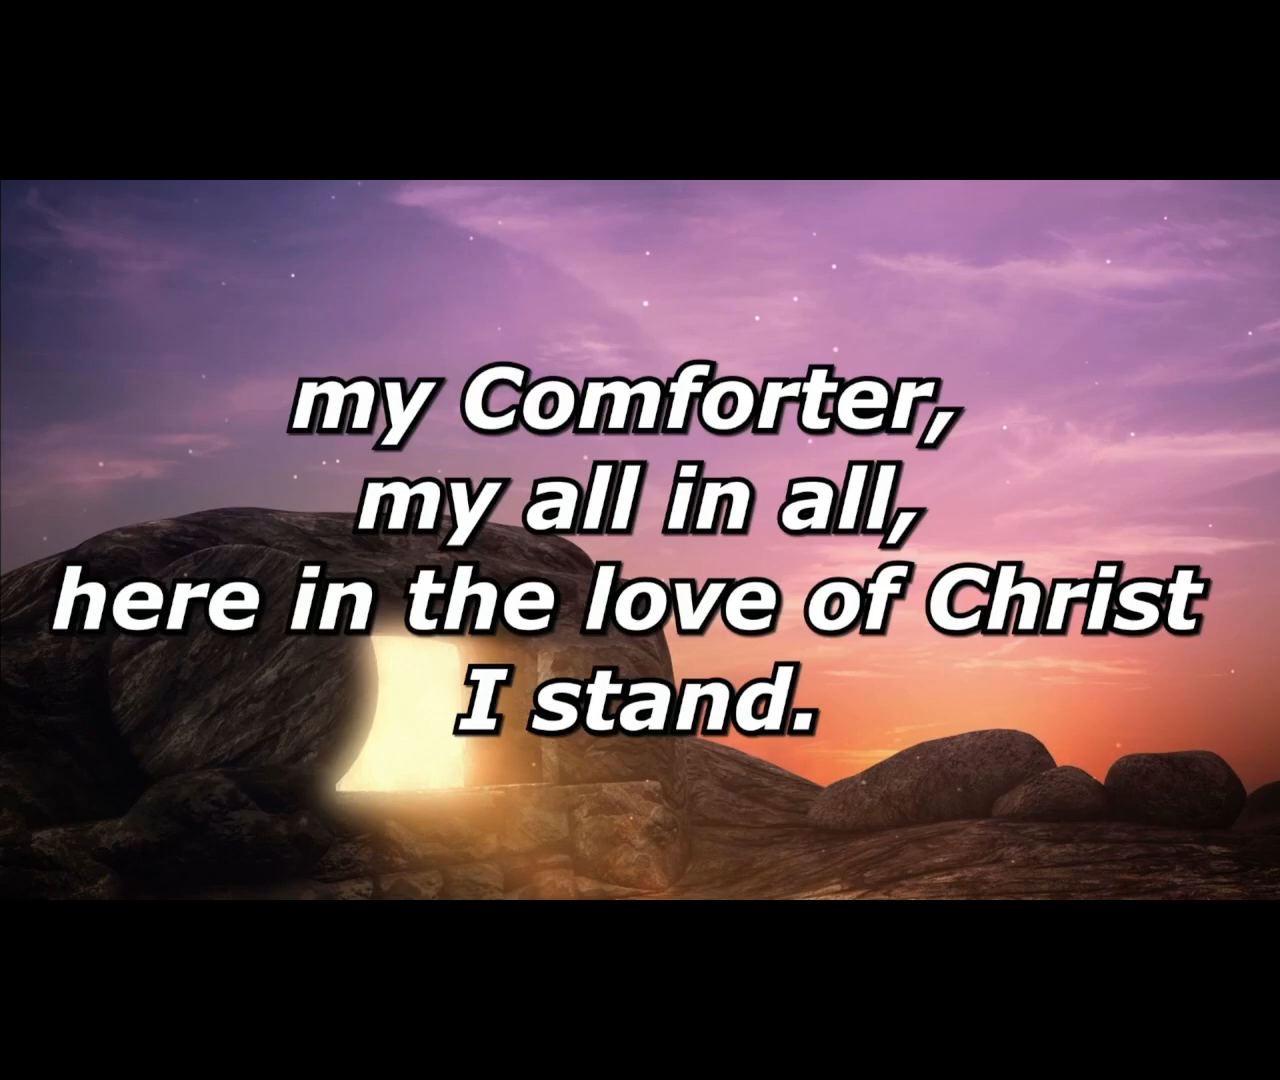 my Comforter,
my all in all,
here in the love of Christ
I stand.